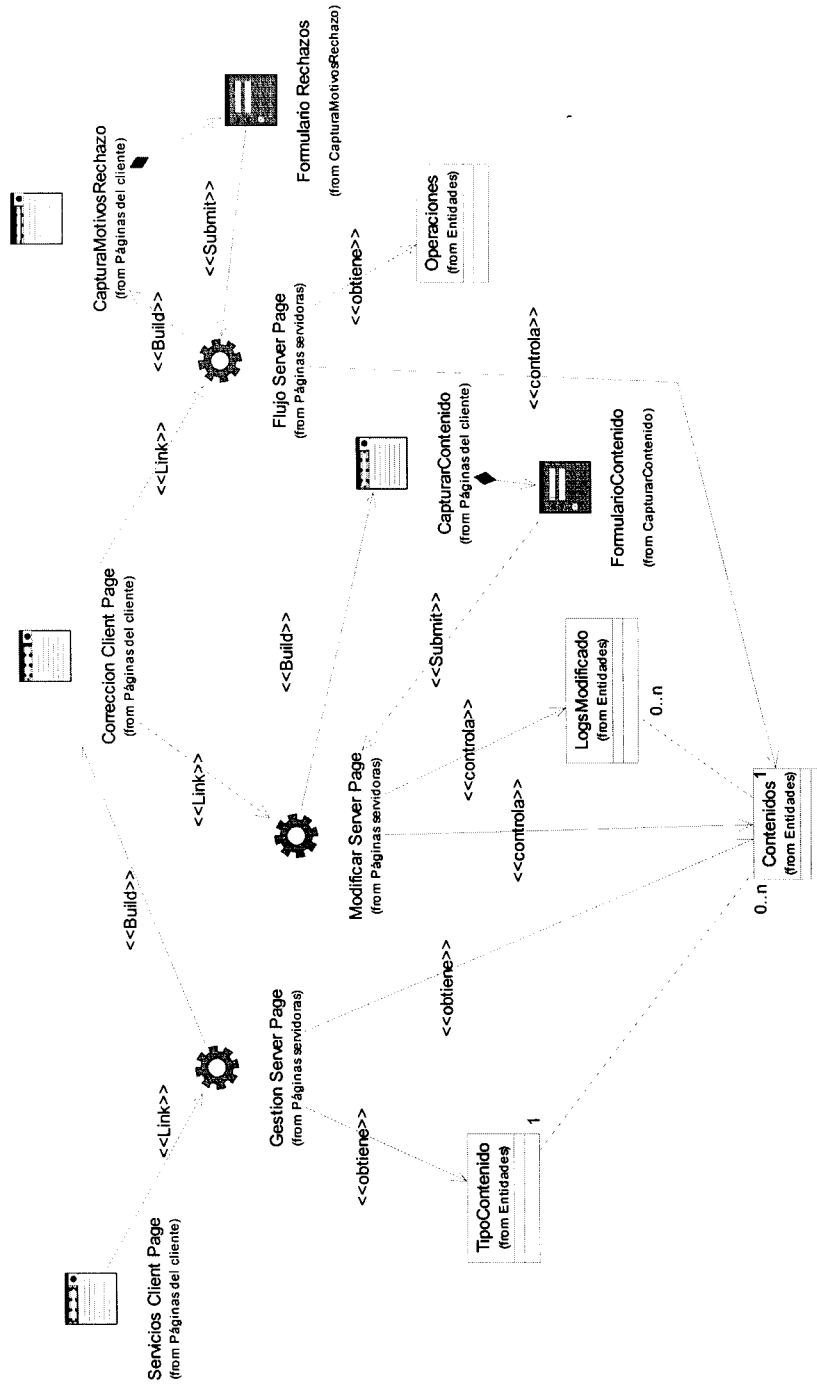 Servicios Client Page
(from Páginas del cliente)
<<Link>>
Gestion Server Page
(from Páginas servidoras)
<<Build>>
Correccion Client Page
(from Páginas del cliente)
<<Link>>
<<Link>>
Flujo Server Page
(from Páginas servidoras)
<<Build>>
CapturaMotivosRechazo
(from Páginas del cliente)
<<Submit>>
Formulario Rechazos
(from CapturaMotivosRechazo)
<<obtiene>>
Operaciones
(from Entidades)
<<controla>>
Modificar Server Page
(from Páginas servidoras)
<<Build>>
CapturarContenido
(from Páginas del cliente)
<<Submit>>
FormularioContenido
(from CapturarContenido)
<<controla>>
<<controla>>
LogsModificado
(from Entidades)
0..n
<<obtiene>>
<<obtiene>>
TipoContenido
(from Entidades)
1
0..n
Contenidos
1
(from Entidades)